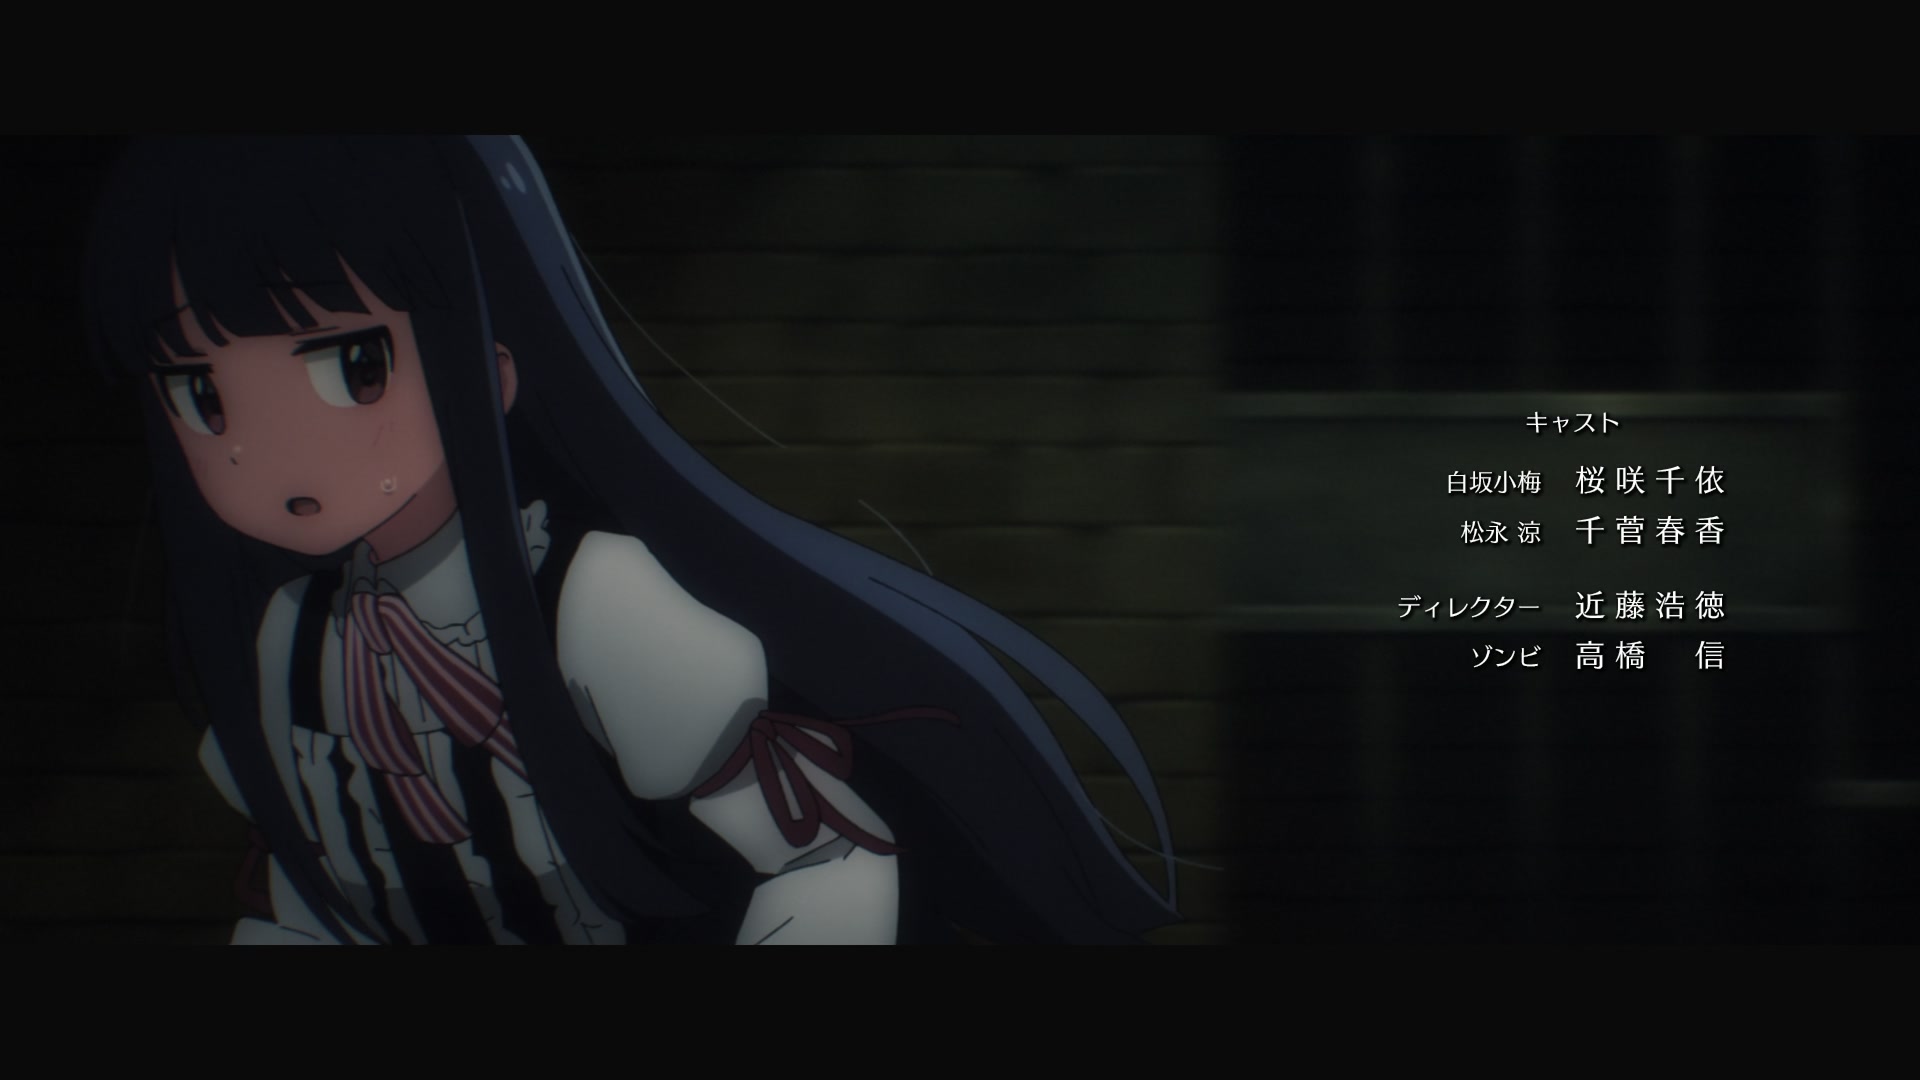 キャスト
白坂小梅 桜咲千依
松永 涼 千菅春香
ディレクター 近藤浩徳
ゾンビ 高橋 信